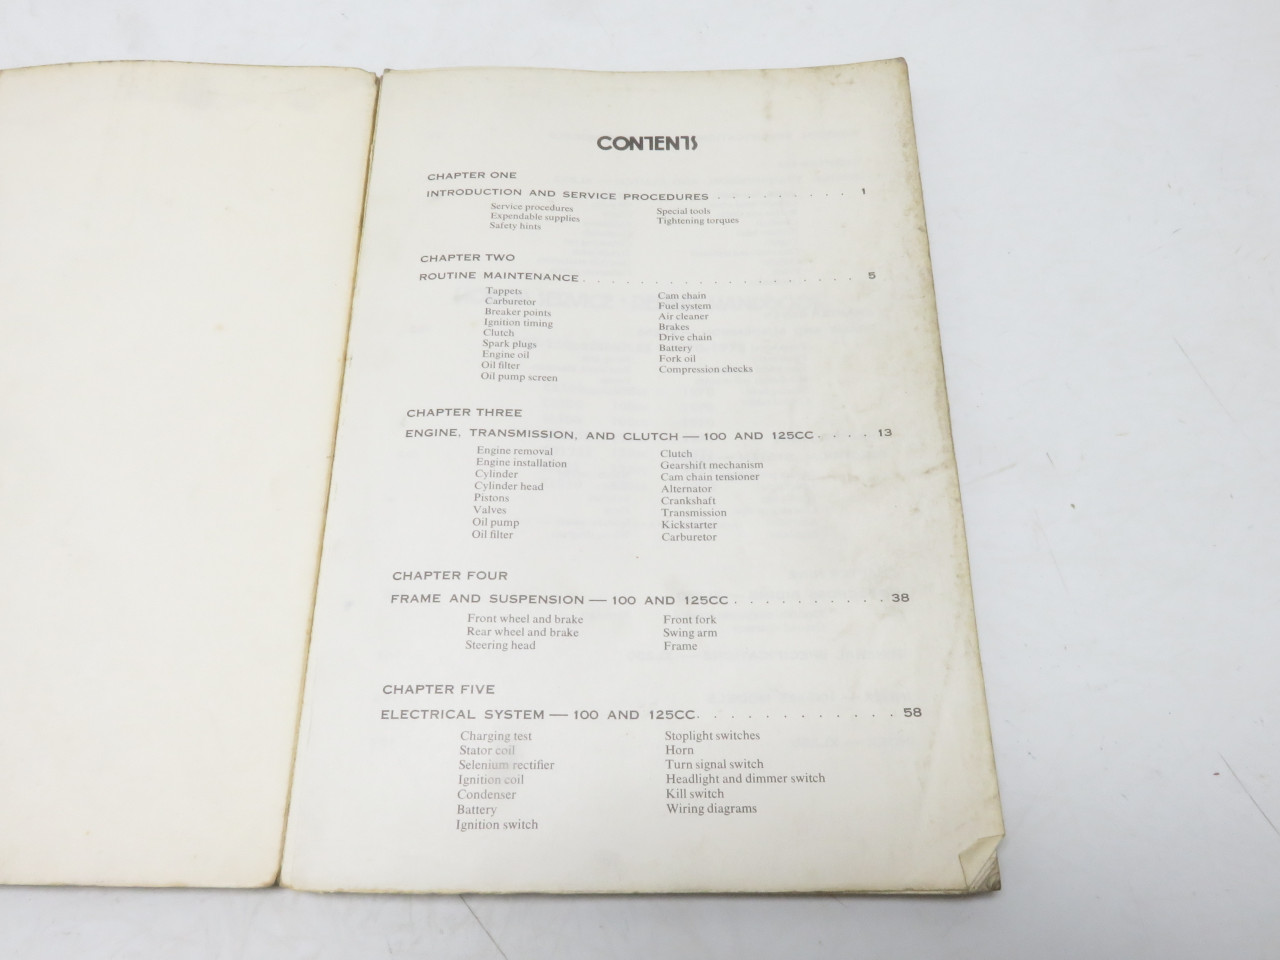 CONTENTS
CHAPTER ONE
INTRODUCTION AND SERVICE PROCEDURES . . . . . . . . . . 1
Service procedures
Expendable supplies
Safety hints
Special tools
Tightening torques
CHAPTER TWO
ROUTINE MAINTENANCE . . . . . . . . . . . . . . . . . 5
Tappets
Carburetor
Breaker points
Ignition timing
Clutch
Spark plugs
Engine oil
Oil filter
Oil pump screen
Cam chain
Fuel system
Air cleaner
Brakes
Drive chain
Battery
Fork oil
Compression checks
CHAPTER THREE
ENGINE, TRANSMISSION, AND CLUTCH — 100 AND 125CC . . . . 13
Engine removal
Engine installation
Cylinder
Cylinder head
Pistons
Valves
Oil pump
Oil filter
Clutch
Gearshift mechanism
Cam chain tensioner
Alternator
Crankshaft
Transmission
Kickstarter
Carburetor
CHAPTER FOUR
FRAME AND SUSPENSION — 100 AND 125CC . . . . . . . . . . 38
Front wheel and brake
Rear wheel and brake
Steering head
Front fork
Swing arm
Frame
CHAPTER FIVE
ELECTRICAL SYSTEM — 100 AND 125CC . . . . . . . . . . . . 58
Charging test
Stator coil
Selenium rectifier
Ignition coil
Condenser
Battery
Ignition switch
Stoplight switches
Horn
Turn signal switch
Headlight and dimmer switch
Kill switch
Wiring diagrams